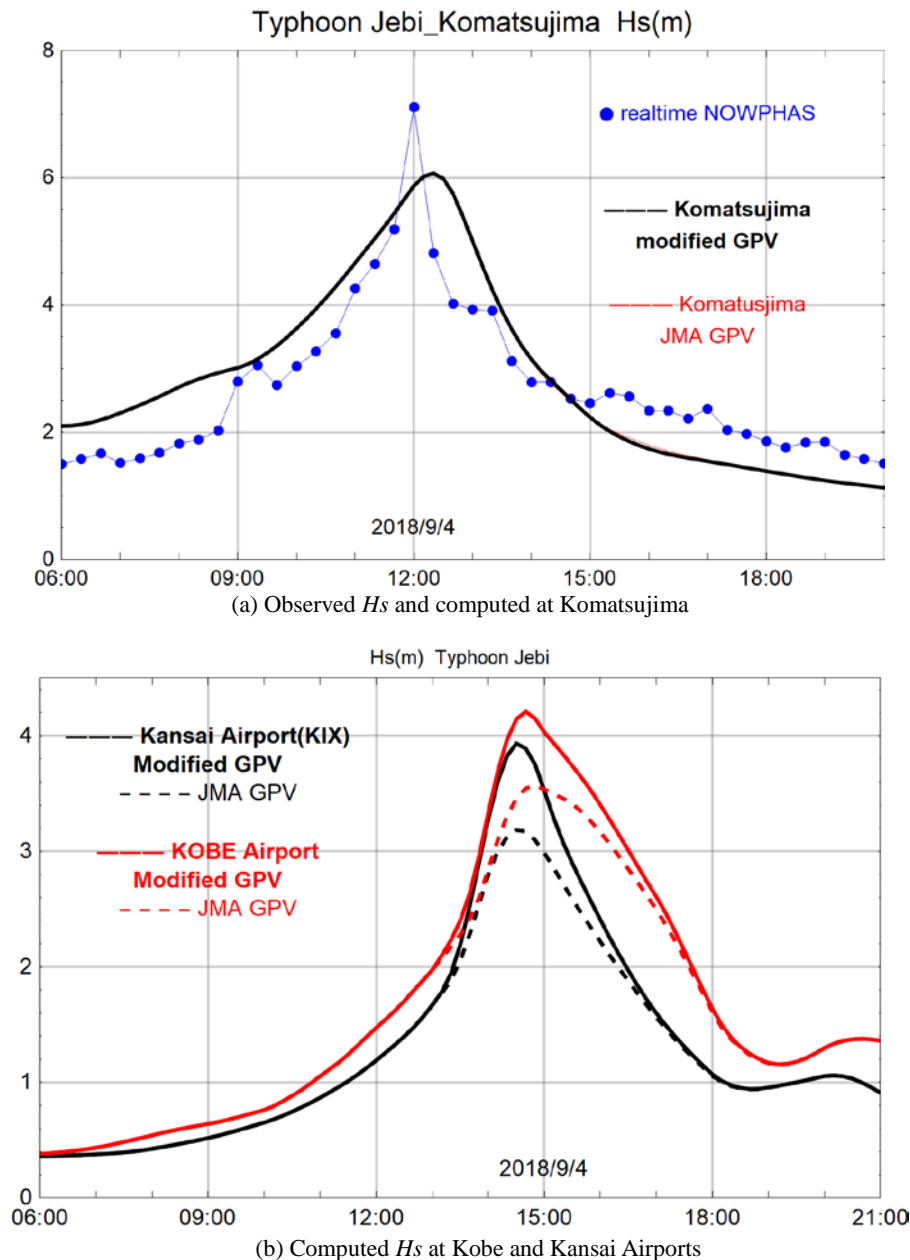 Typhoon Jebi_Komatsujima Hs(m)
8
realtime NOWPHAS
6
Komatsujima
modified GPV
4
Komatusjima
JMA GPV
2
2018/9/4
0
06:00 09:00 12:00 15:00 18:00
(a) Observed Hs and computed at Komatsujima
Hs(m) Typhoon Jebi
4
Kansai Airport(KIX)
Modified GPV
JMA GPV
3
KOBE Airport
Modified GPV
JMA GPV
2
1
2018/9/4
0
06:00 09:00 12:00 15:00 18:00 21:00
(b) Computed Hs at Kobe and Kansai Airports